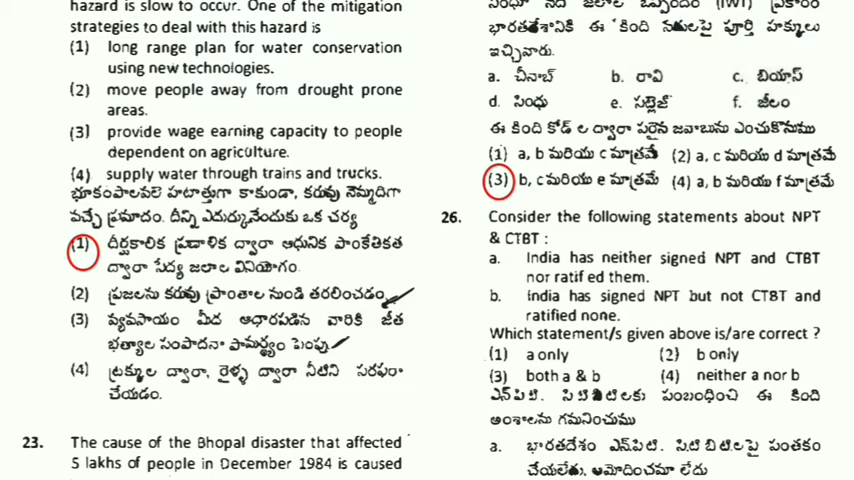 hazard is slow to occur. One of the mitigation
strategies to deal with this hazard is
(1) long range plan for water conservation
using new technologies.
(2) move people away from drought prone
areas.
(3) provide wage earning capacity to people
dependent on agriculture.
(4) supply water through trains and trucks.
భూకంపాలవలె హటాత్తుగా కాకుండా, కరువు నెమ్మదిగా
వచ్చే ప్రమాదం. దీన్ని ఎదుర్కునేందుకు ఒక చర్య
(1) దీర్ఘకాలిక ప్రణాళిక ద్వారా ఆధునిక సాంకేతికత
ద్వారా సేద్య జలాల వినియోగం.
(2) ప్రజలను కరువు ప్రాంతాల నుండి తరలించడం
(3) వ్యవసాయం మీద ఆధారపడిన వారికి జీత
భత్యాల సంపాదనా సామర్థ్యం పెంపు
(4) ట్రక్కుల ద్వారా, రైళ్ళ ద్వారా నీటిని సరఫరా
చేయడం.
23. The cause of the Bhopal disaster that affected
5 lakhs of people in December 1984 is caused
భారతదేశానికి ఈ కింది నదులపై పూర్తి హక్కులు
ఇచ్చినారు.
a. చీనాబ్ b. రావి c. బియాస్
d. సింధు e. సట్లెజ్ f. జీలం
ఈ కింది కోడ్ ల ద్వారా సరైన జవాబును ఎంచుకొనుము
(1) a, b మరియు c మాత్రమే (2) a, c మరియు d మాత్రమే
(3) b, c మరియు e మాత్రమే (4) a, b మరియు f మాత్రమే
26. Consider the following statements about NPT
& CTBT :
a. India has neither signed NPT and CTBT
nor ratified them.
b. India has signed NPT but not CTBT and
ratified none.
Which statement/s given above is/are correct ?
(1) a only (2) b only
(3) both a & b (4) neither a nor b
ఎన్.పి.టి. సి.టి.బి.టి.లకు సంబంధించి ఈ కింది
అంశాలను గమనించుము
a. భారతదేశం ఎన్.పి.టి. సి.టి.బి.టి.లపై సంతకం
చేయలేదు, ఆమోదించనూ లేదు